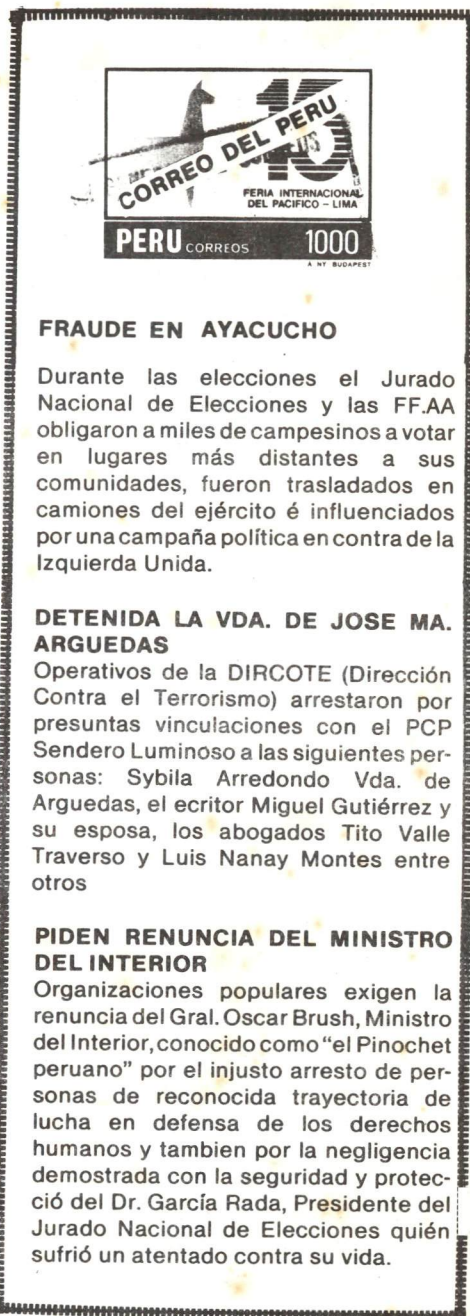 16
CORREOS
CORREO DEL PERU
FERIA INTERNACIONAL
DEL PACIFICO - LIMA
PERU CORREOS 1000
A NT BUDAPEST
FRAUDE EN AYACUCHO
Durante las elecciones el Jurado
Nacional de Elecciones y las FF.AA
obligaron a miles de campesinos a votar
en lugares más distantes a sus
comunidades, fueron trasladados en
camiones del ejército é influenciados
por una campaña política en contra de la
Izquierda Unida.
DETENIDA LA VDA. DE JOSE MA.
ARGUEDAS
Operativos de la DIRCOTE (Dirección
Contra el Terrorismo) arrestaron por
presuntas vinculaciones con el PCP
Sendero Luminoso a las siguientes per-
sonas: Sybila Arredondo Vda. de
Arguedas, el ecritor Miguel Gutiérrez y
su esposa, los abogados Tito Valle
Traverso y Luis Nanay Montes entre
otros
PIDEN RENUNCIA DEL MINISTRO
DEL INTERIOR
Organizaciones populares exigen la
renuncia del Gral. Oscar Brush, Ministro
del Interior, conocido como “el Pinochet
peruano” por el injusto arresto de per-
sonas de reconocida trayectoria de
lucha en defensa de los derechos
humanos y tambien por la negligencia
demostrada con la seguridad y protec-
ció del Dr. García Rada, Presidente del
Jurado Nacional de Elecciones quién
sufrió un atentado contra su vida.